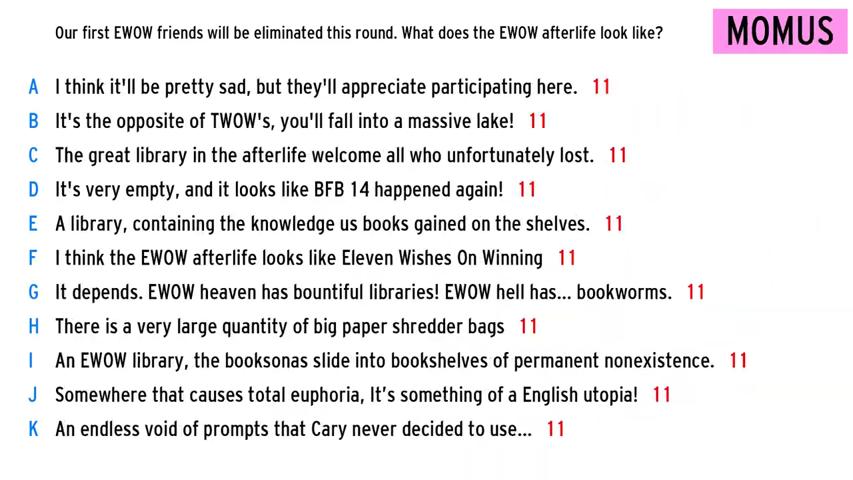 Our first EWOW friends will be eliminated this round. What does the EWOW afterlife look like?
MOMUS
A I think it'll be pretty sad, but they'll appreciate participating here. 11
B It's the opposite of TWOW's, you'll fall into a massive lake! 11
C The great library in the afterlife welcome all who unfortunately lost. 11
D It's very empty, and it looks like BFB 14 happened again! 11
E A library, containing the knowledge us books gained on the shelves. 11
F I think the EWOW afterlife looks like Eleven Wishes On Winning 11
G It depends. EWOW heaven has bountiful libraries! EWOW hell has... bookworms. 11
H There is a very large quantity of big paper shredder bags 11
I An EWOW library, the booksonas slide into bookshelves of permanent nonexistence. 11
J Somewhere that causes total euphoria, It’s something of a English utopia! 11
K An endless void of prompts that Cary never decided to use... 11